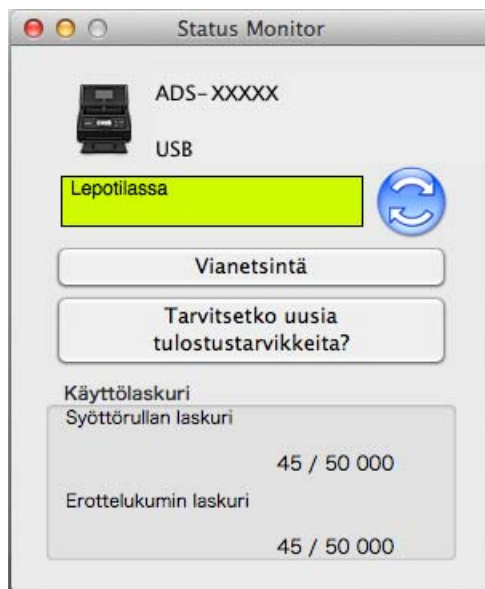 Status Monitor
ADS-XXXXX
USB
Lepotilassa
Vianetsintä
Tarvitsetko uusia
tulostustarvikkeita?
Käyttölaskuri
Syöttörullan laskuri
45 / 50 000
Erottelukumin laskuri
45 / 50 000